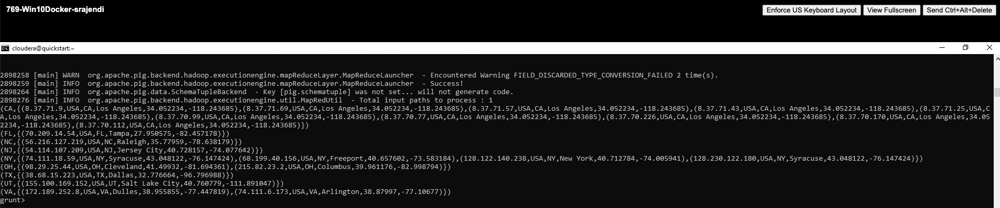 769-Win10Docker-srajendi
Enforce US Keyboard Layout View Fullscreen Send Ctrl+Alt+Delete
cloudera@quickstart:~
2898258 [main] WARN  org.apache.pig.backend.hadoop.executionengine.mapReduceLayer.MapReduceLauncher  - Encountered Warning FIELD_DISCARDED_TYPE_CONVERSION_FAILED 2 time(s).
2898259 [main] INFO  org.apache.pig.backend.hadoop.executionengine.mapReduceLayer.MapReduceLauncher  - Success!
2898264 [main] INFO  org.apache.pig.data.SchemaTupleBackend  - Key [pig.schematuple] was not set... will not generate code.
2898276 [main] INFO  org.apache.pig.backend.hadoop.executionengine.util.MapRedUtil  - Total input paths to process : 1
(CA,{(8.37.71.9,USA,CA,Los Angeles,34.052234,-118.243685),(8.37.71.69,USA,CA,Los Angeles,34.052234,-118.243685),(8.37.71.57,USA,CA,Los Angeles,34.052234,-118.243685),(8.37.71.43,USA,CA,Los Angeles,34.052234,-118.243685),(8.37.71.25,USA,C
A,Los Angeles,34.052234,-118.243685),(8.37.70.99,USA,CA,Los Angeles,34.052234,-118.243685),(8.37.70.77,USA,CA,Los Angeles,34.052234,-118.243685),(8.37.70.226,USA,CA,Los Angeles,34.052234,-118.243685),(8.37.70.170,USA,CA,Los Angeles,34.05
2234,-118.243685),(8.37.70.112,USA,CA,Los Angeles,34.052234,-118.243685)})
(FL,{(70.209.14.54,USA,FL,Tampa,27.950575,-82.457178)})
(NC,{(56.216.127.219,USA,NC,Raleigh,35.77959,-78.638179)})
(NJ,{(54.114.107.209,USA,NJ,Jersey City,40.728157,-74.077642)})
(NY,{(74.111.18.59,USA,NY,Syracuse,43.048122,-76.147424),(68.199.40.156,USA,NY,Freeport,40.657602,-73.583184),(128.122.140.238,USA,NY,New York,40.712784,-74.005941),(128.230.122.180,USA,NY,Syracuse,43.048122,-76.147424)})
(OH,{(98.29.25.44,USA,OH,Cleveland,41.49932,-81.694361),(215.82.23.2,USA,OH,Columbus,39.961176,-82.998794)})
(TX,{(38.68.15.223,USA,TX,Dallas,32.776664,-96.796988)})
(UT,{(155.100.169.152,USA,UT,Salt Lake City,40.760779,-111.891047)})
(VA,{(172.189.252.8,USA,VA,Dulles,38.955855,-77.447819),(74.111.6.173,USA,VA,Arlington,38.87997,-77.10677)})
grunt>